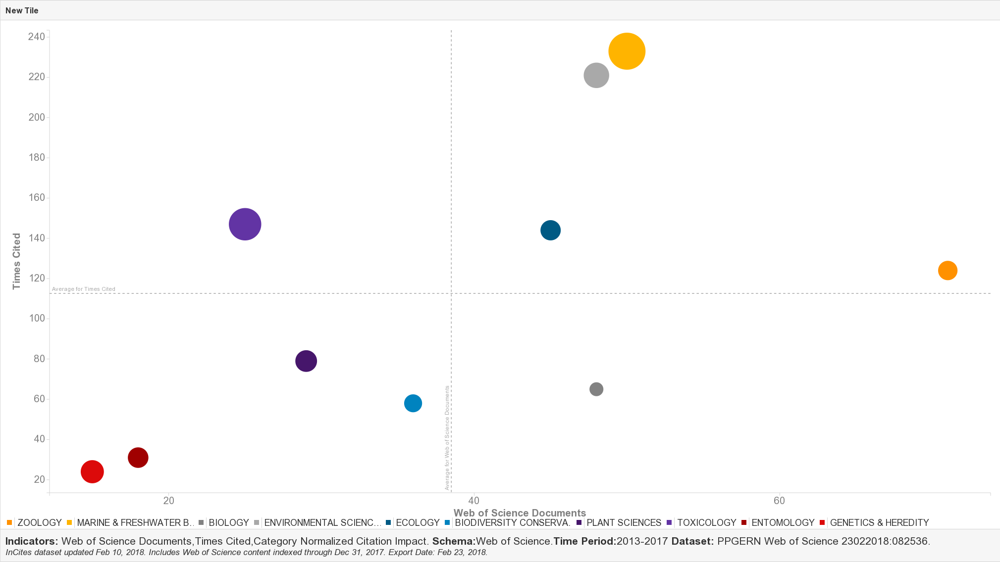 New Tile
240
220
200
180
160
140
120
100
80
60
40
20
Times Cited
Average for Times Cited
Average for Web of Science Documents
20
40
60
Web of Science Documents
ZOOLOGY MARINE & FRESHWATER B.. BIOLOGY ENVIRONMENTAL SCIENC... ECOLOGY BIODIVERSITY CONSERVA. PLANT SCIENCES TOXICOLOGY ENTOMOLOGY GENETICS & HEREDITY
Indicators: Web of Science Documents,Times Cited,Category Normalized Citation Impact. Schema:Web of Science.Time Period:2013-2017 Dataset: PPGERN Web of Science 23022018:082536.
InCites dataset updated Feb 10, 2018. Includes Web of Science content indexed through Dec 31, 2017. Export Date: Feb 23, 2018.